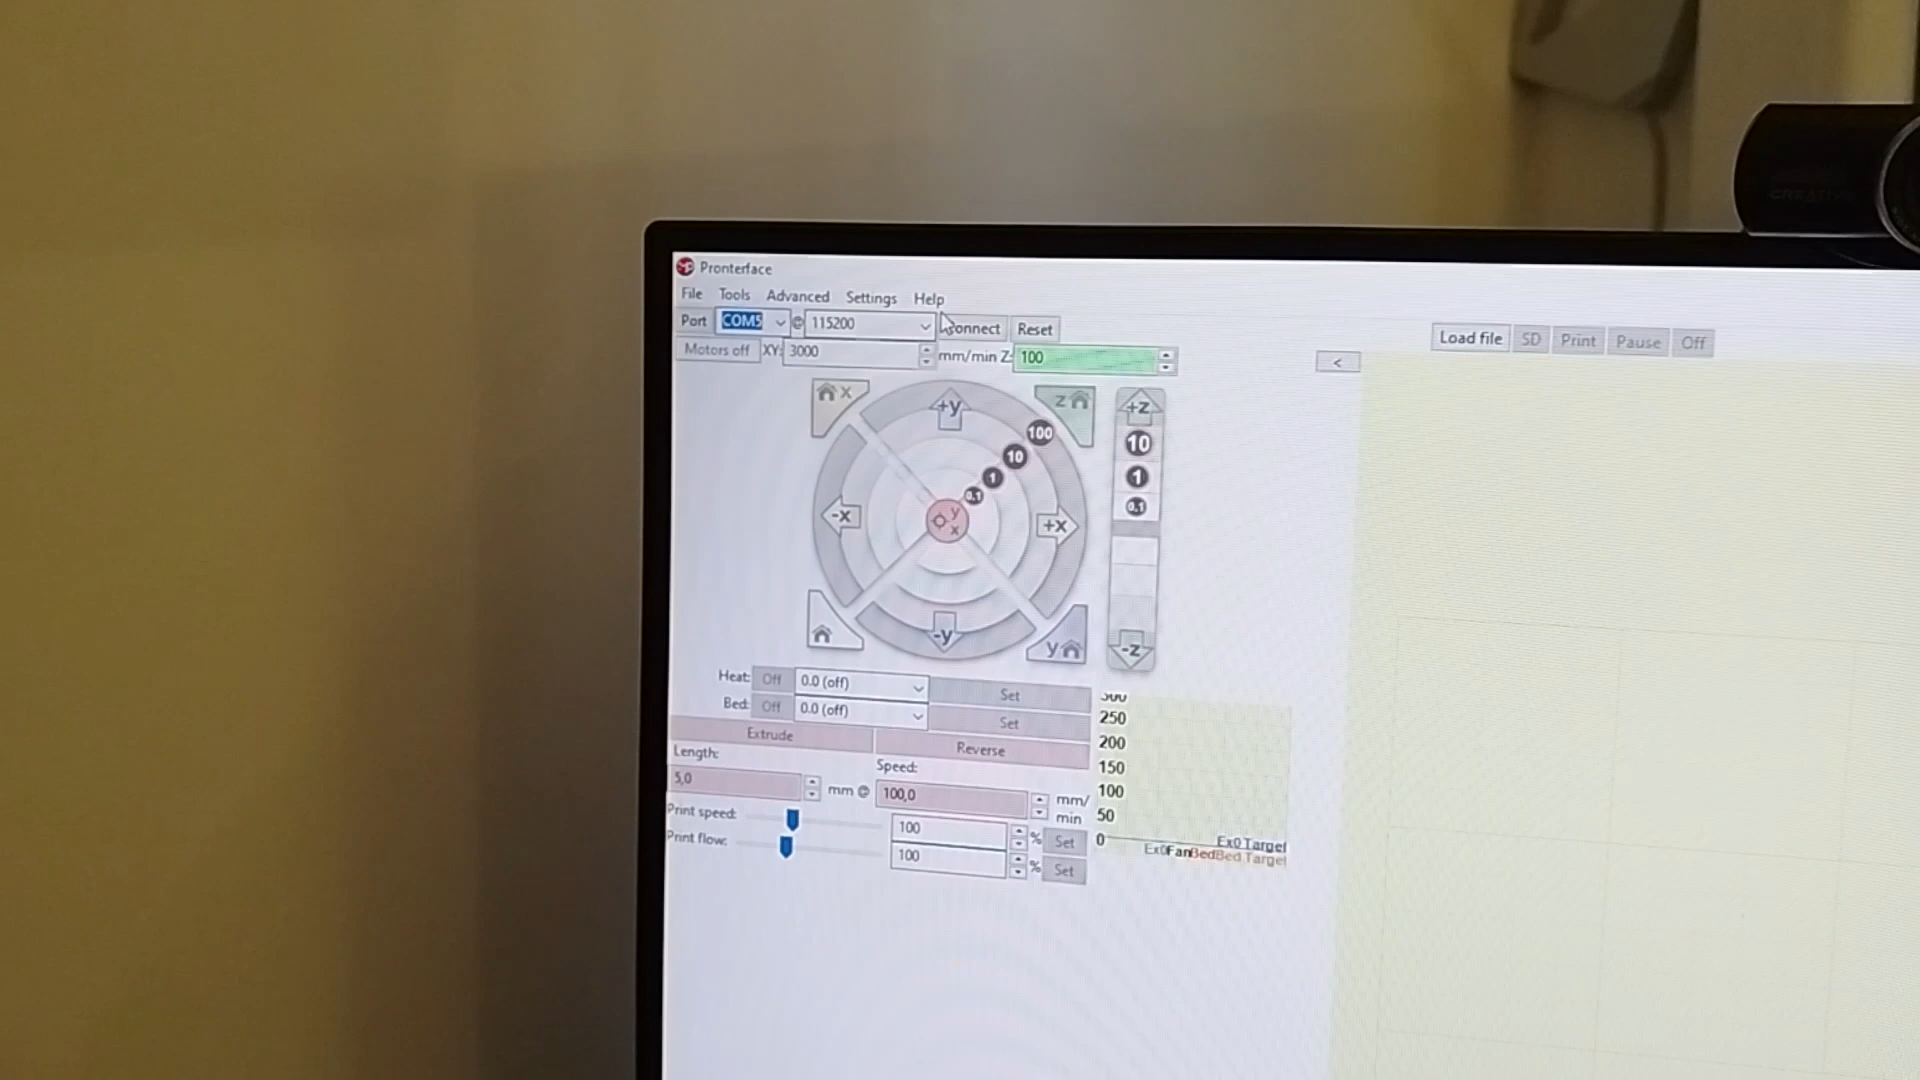 CREATIVE
Pronterface
File Tools Advanced Settings Help
Port COM5 @ 115200 Connect Reset
Load file SD Print Pause Off
Motors off XY: 3000 mm/min Z: 100
<
X +y z +z
100 10
10 1
1 0.1
0.1
-x y x +x
-y y -z
Heat: Off 0.0 (off) Set
Bed: Off 0.0 (off) Set
Extrude Reverse
Length: Speed:
5,0 mm @ 100,0 mm/
min
Print speed: 100 % Set
Print flow: 100 % Set
300
250
200
150
100
50
0
Ex0 Target
Ex0 Fan Bed Bed Target